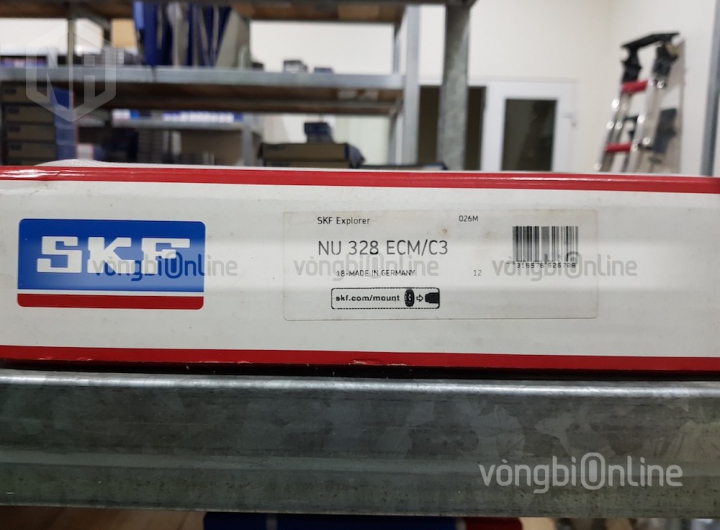 SKF
SKF Explorer 026M
NU 328 ECM/C3
18-MADE IN GERMANY 12
skf.com/mount
vòngbiOnline
vòngbiOnline
vòngbiOnline
vòngbiOnline